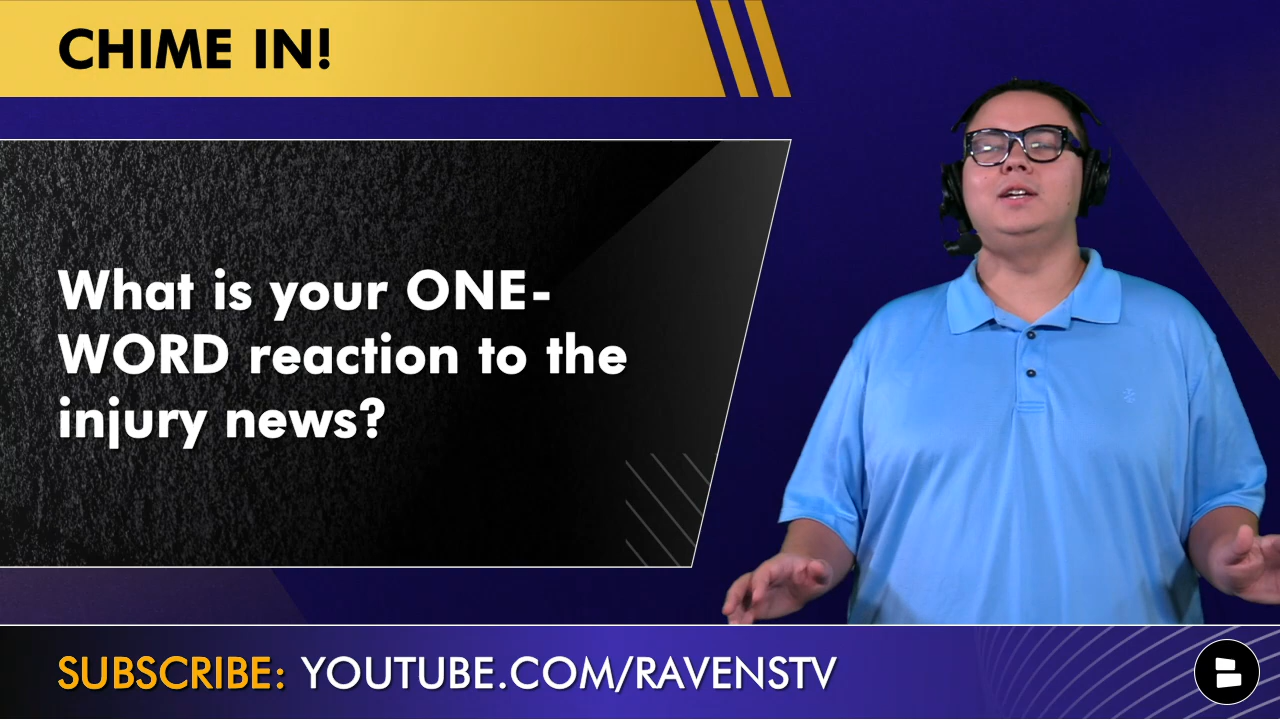 CHIME IN!
What is your ONE-
WORD reaction to the
injury news?
SUBSCRIBE: YOUTUBE.COM/RAVENSTV